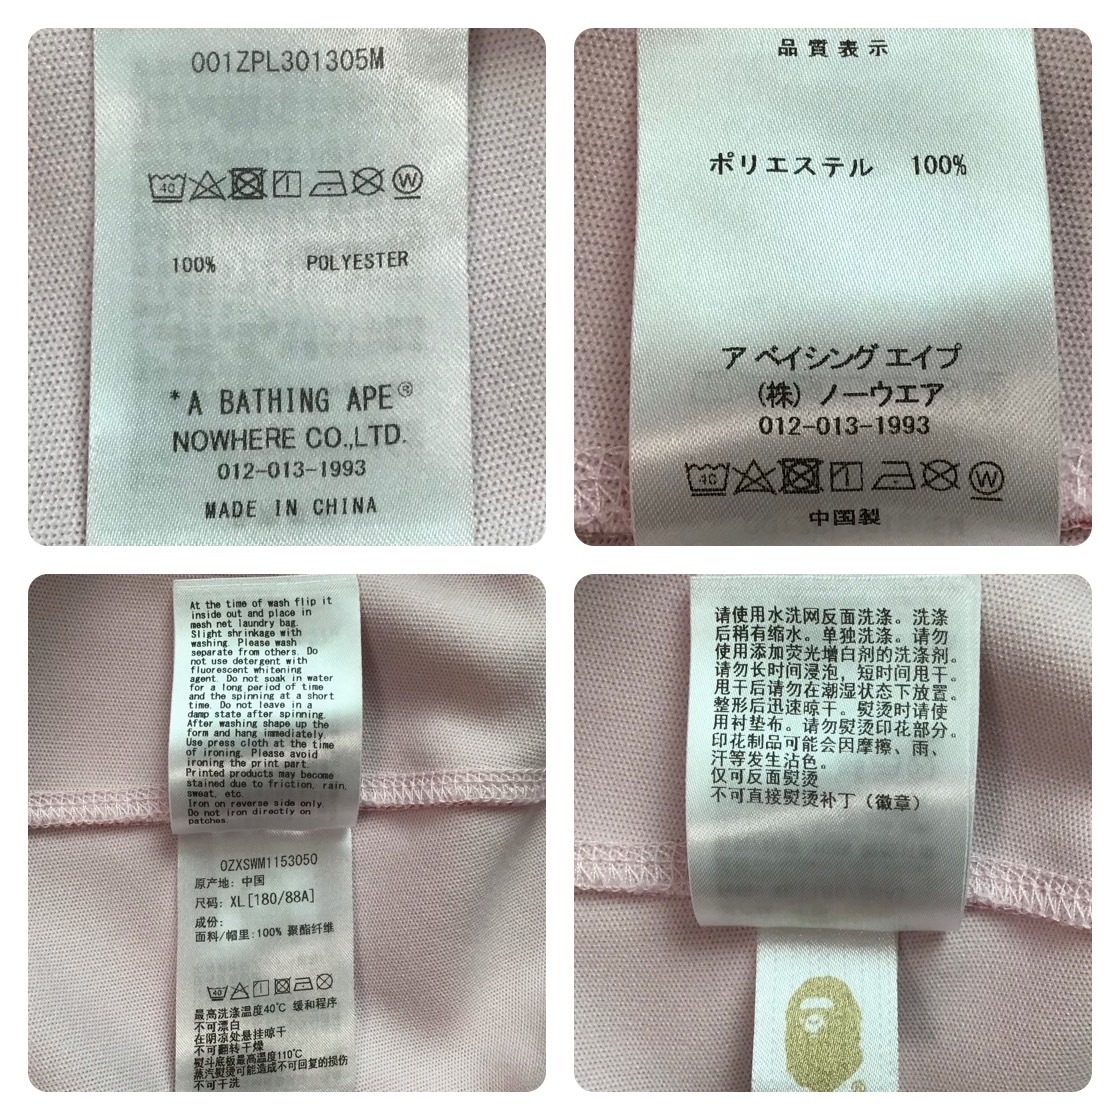 001ZPL301305M
40
100% POLYESTER
*A BATHING APE®
NOWHERE CO.,LTD.
012-013-1993
MADE IN CHINA
品質表示
ポリエステル 100%
ア ベイシング エイプ
(株) ノーウエア
012-013-1993
40
中国製
At the time of wash flip it
inside out and place in
mesh net laundry bag.
Slight shrinkage with
washing. Please wash
separate from others. Do
not use detergent with
fluorescent whitening
agent. Do not soak in water
for a long period of time
and the spinning at a short
time. Do not leave in a
damp state after spinning.
After washing shape up the
form and hang immediately.
Use press cloth at the time
of ironing. Please avoid
ironing the print part.
Printed products may become
stained due to friction, rain,
sweat, etc.
Iron on reverse side only.
Do not iron directly on
patches.
0ZXSWM1153050
原产地: 中国
尺码: XL[180/88A]
成份:
面料/帽里:100% 聚酯纤维
40
最高洗涤温度40℃ 缓和程序
不可漂白
在阴凉处悬挂晾干
不可翻转干燥
熨斗底板最高温度110℃
蒸汽熨烫可能造成不可回复的损伤
不可干洗
请使用水洗网反面洗涤。洗涤
后稍有缩水。单独洗涤。请勿
使用添加荧光增白剂的洗涤剂。
请勿长时间浸泡，短时间甩干。
甩干后请勿在潮湿状态下放置。
整形后迅速晾干。熨烫时请使
用衬垫布。请勿熨烫印花部分。
印花制品可能会因摩擦、雨、
汗等发生沾色。
仅可反面熨烫
不可直接熨烫补丁（徽章）
®